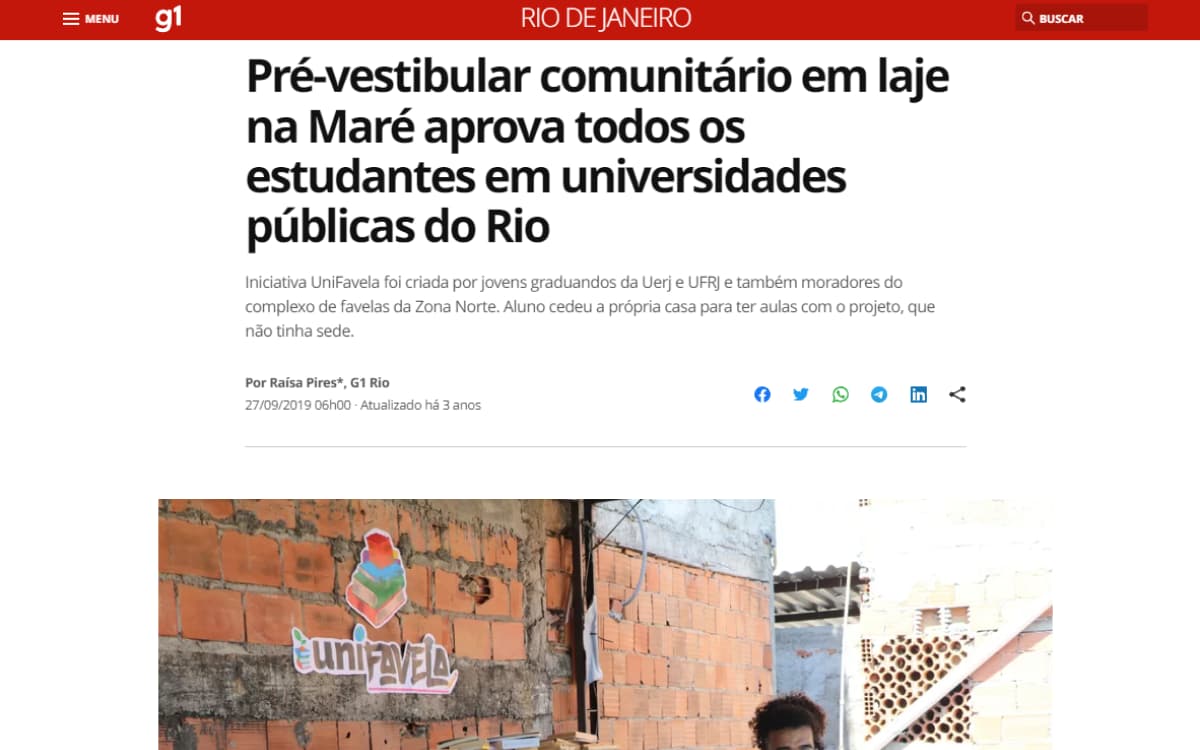 MENU
g1
RIO DE JANEIRO
BUSCAR
Pré-vestibular comunitário em laje
na Maré aprova todos os
estudantes em universidades
públicas do Rio
Iniciativa UniFavela foi criada por jovens graduandos da Uerj e UFRJ e também moradores do
complexo de favelas da Zona Norte. Aluno cedeu a própria casa para ter aulas com o projeto, que
não tinha sede.
Por Raísa Pires*, G1 Rio
27/09/2019 06h00 · Atualizado há 3 anos
UNIFAVELA